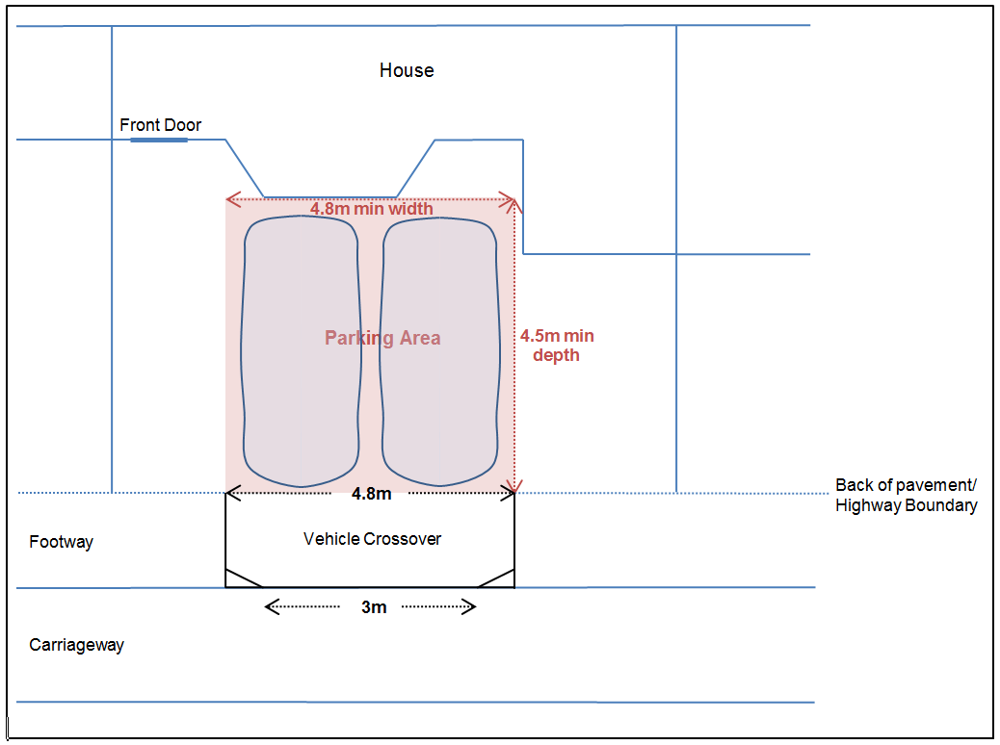 House
Front Door
4.8m min width
Parking Area
4.5m min
depth
4.8m
Back of pavement/
Highway Boundary
Vehicle Crossover
Footway
3m
Carriageway